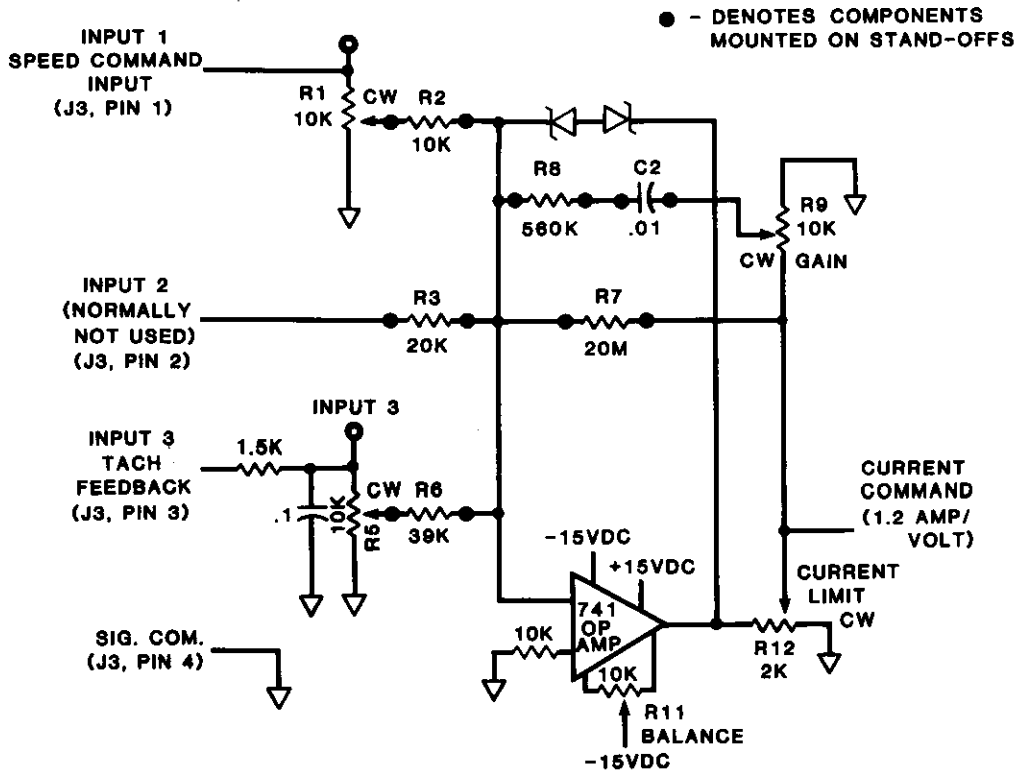 ● - DENOTES COMPONENTS
MOUNTED ON STAND-OFFS
INPUT 1
SPEED COMMAND
INPUT
(J3, PIN 1)
R1
10K
CW
R2
10K
R8
560K
C2
.01
R9
10K
CW GAIN
INPUT 2
(NORMALLY
NOT USED)
(J3, PIN 2)
R3
20K
R7
20M
INPUT 3
TACH
FEEDBACK
(J3, PIN 3)
1.5K
INPUT 3
.1
10K
R5
CW
R6
39K
CURRENT
COMMAND
(1.2 AMP/
VOLT)
-15VDC
+15VDC
CURRENT
LIMIT
CW
741
OP
AMP
10K
R12
2K
SIG. COM.
(J3, PIN 4)
10K
R11
BALANCE
-15VDC